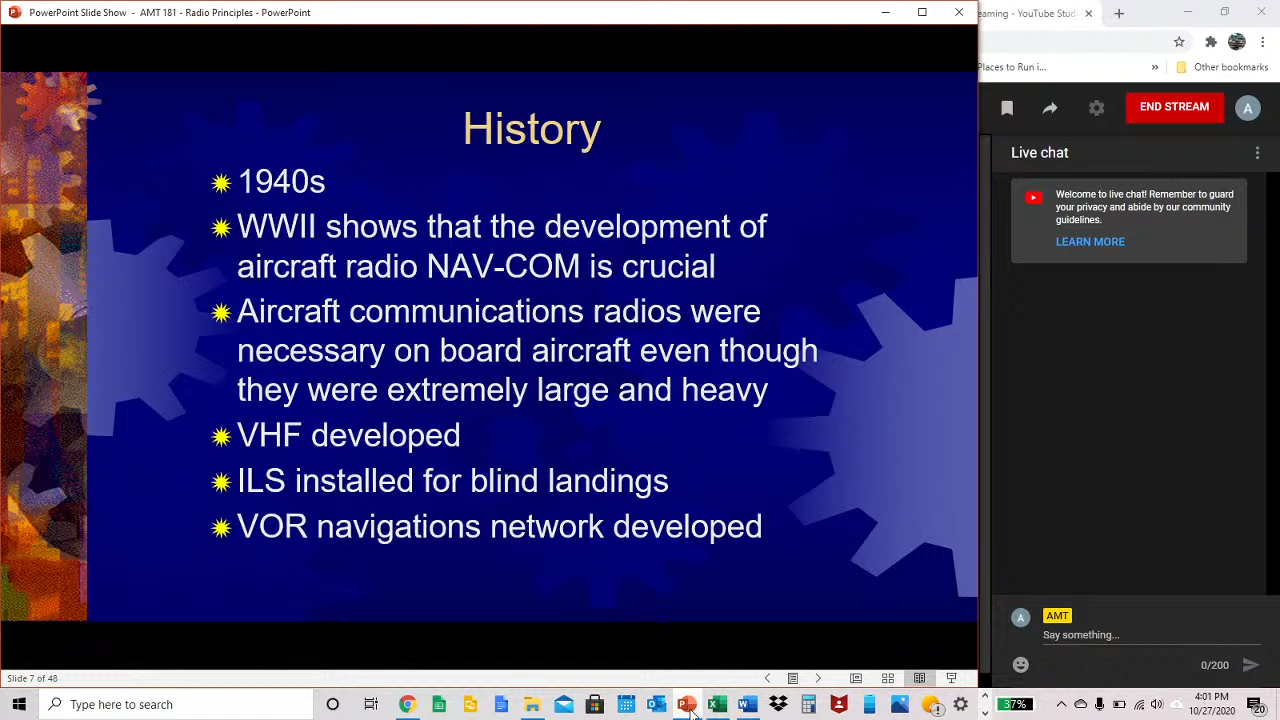 PowerPoint Slide Show - AMT 181 - Radio Principles - PowerPoint
eaming - YouTube Stud
Places to Run i...
Other bookmarks
END STREAM
A
Live chat
Welcome to live chat! Remember to guard
your privacy and abide by our community
guidelines.
LEARN MORE
History
1940s
WWII shows that the development of
aircraft radio NAV-COM is crucial
Aircraft communications radios were
necessary on board aircraft even though
they were extremely large and heavy
VHF developed
ILS installed for blind landings
VOR navigations network developed
A
AMT
Say something...
0/200
Slide 7 of 48
Type here to search
37%
4:01 PM
10/27/2020
20